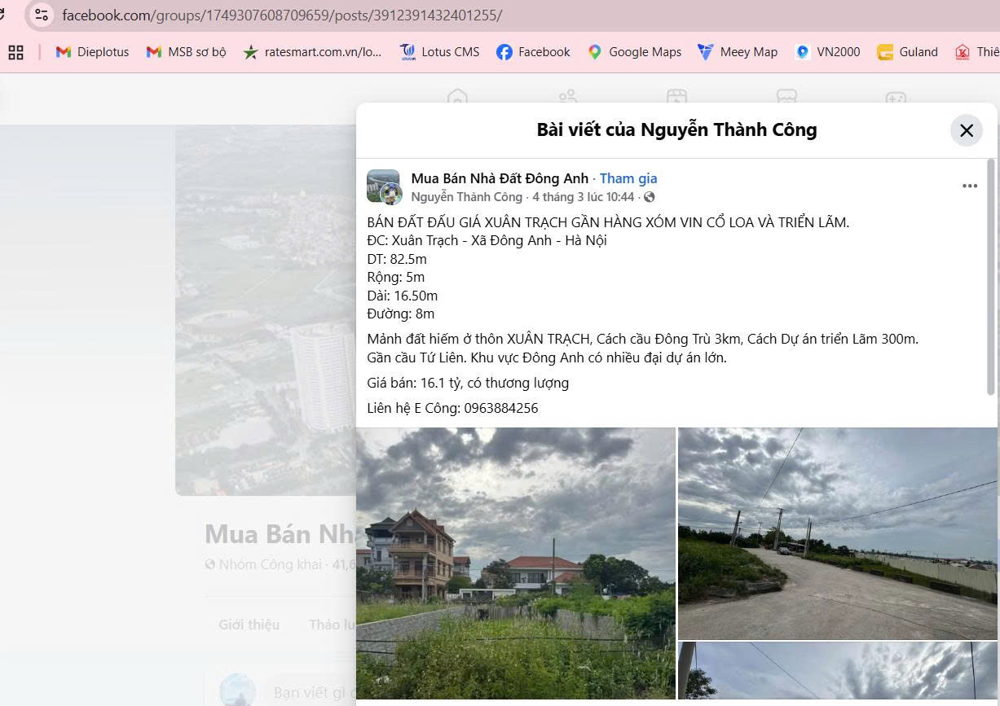 facebook.com/groups/1749307608709659/posts/3912391432401255/
Dieplotus
MSB sơ bộ
ratesmart.com.vn/lo...
Lotus CMS
Facebook
Google Maps
Meey Map
VN2000
Guland
Thiê
Bài viết của Nguyễn Thành Công
Mua Bán Nhà Đất Đông Anh · Tham gia
Nguyễn Thành Công · 4 tháng 3 lúc 10:44 ·
BÁN ĐẤT ĐẤU GIÁ XUÂN TRẠCH GẦN HÀNG XÓM VIN CỔ LOA VÀ TRIỂN LÃM.
ĐC: Xuân Trạch - Xã Đông Anh - Hà Nội
DT: 82.5m
Rộng: 5m
Dài: 16.50m
Đường: 8m
Mảnh đất hiếm ở thôn XUÂN TRẠCH, Cách cầu Đông Trù 3km, Cách Dự án triển Lãm 300m.
Gần cầu Tứ Liên. Khu vực Đông Anh có nhiều đại dự án lớn.
Giá bán: 16.1 tỷ, có thương lượng
Liên hệ E Công: 0963884256
Mua Bán Nh
Nhóm Công khai · 41,6
Giới thiệu
Thảo lu
Bạn viết gì